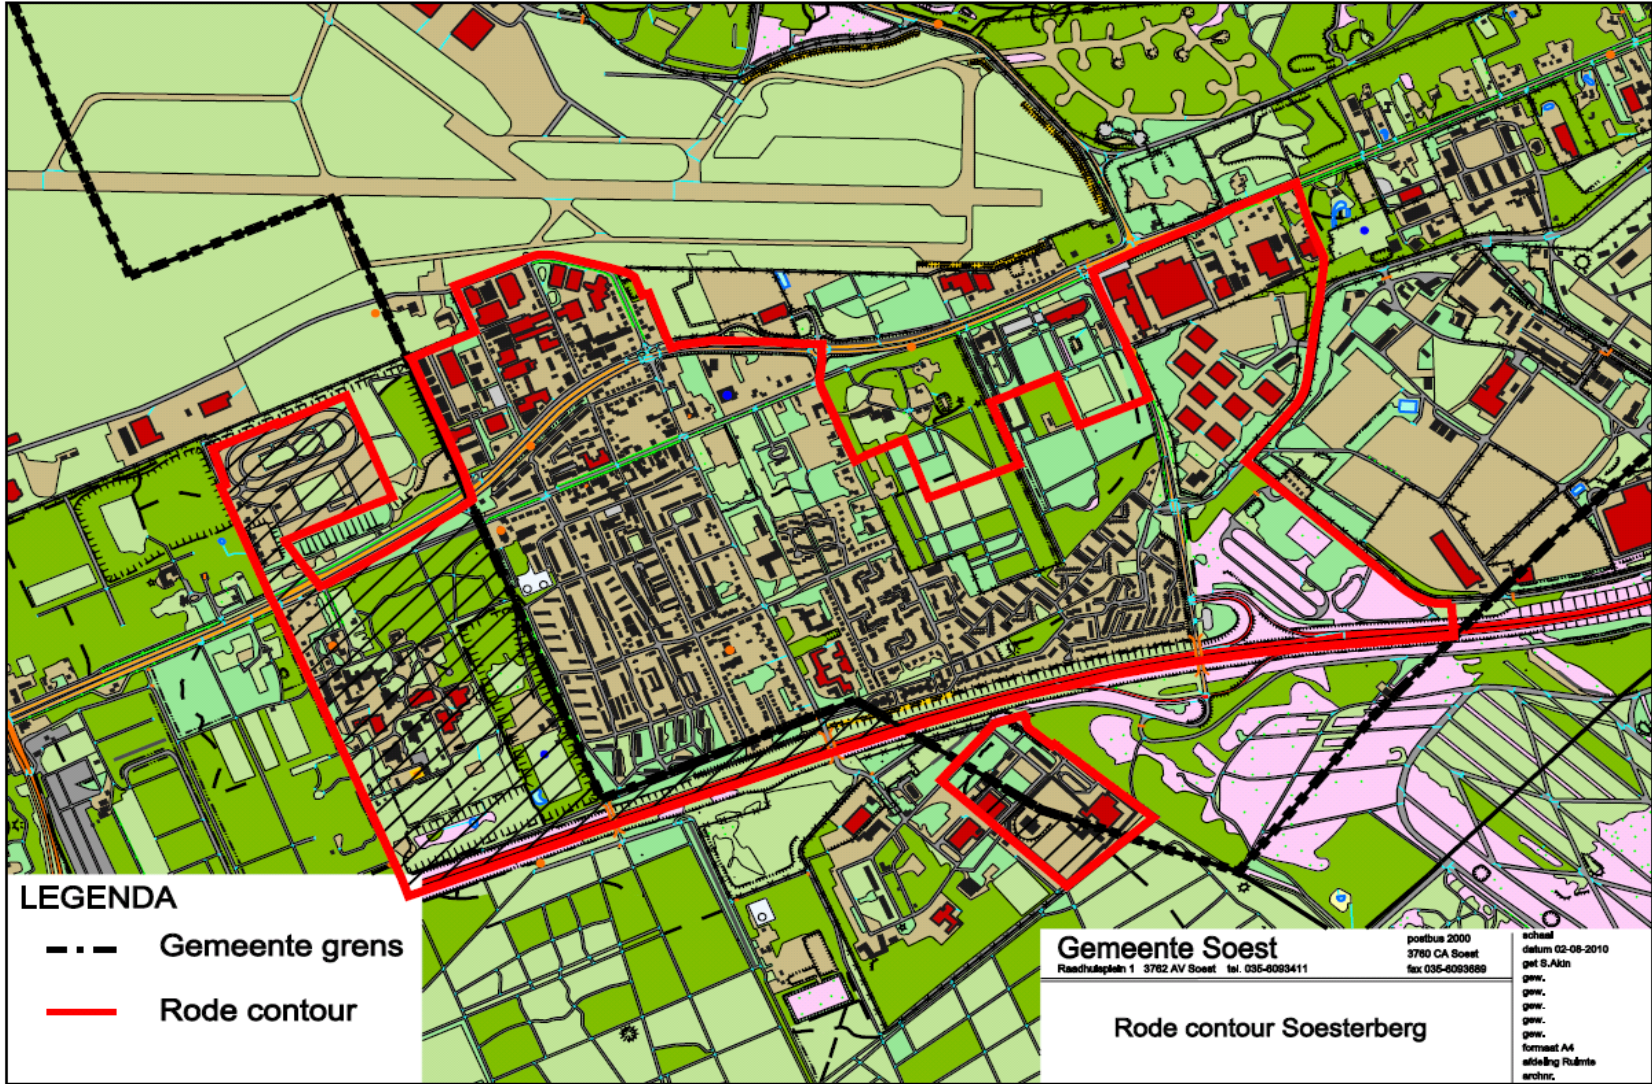 LEGENDA
Gemeente grens
Rode contour
Gemeente Soest
Raadhuisplein 1 3762 AV Soest tel. 035-6093411
postbus 2000
3760 CA Soest
fax 035-6093689
Rode contour Soesterberg
schaal
datum 02-08-2010
get S.Akin
gew.
gew.
gew.
gew.
gew.
formaat A4
afdeling Ruimte
archnr.